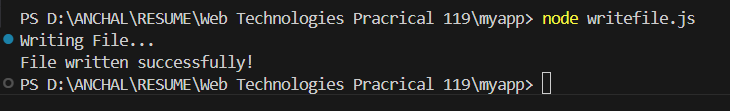 PS D:\ANCHAL\RESUME\Web Technologies Pracrical 119\myapp> node writefile.js
Writing File...
File written successfully!
PS D:\ANCHAL\RESUME\Web Technologies Pracrical 119\myapp>